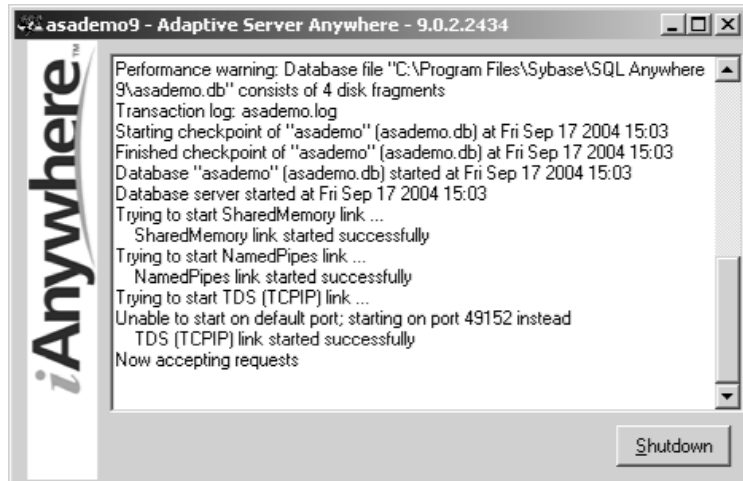 asademo9 - Adaptive Server Anywhere - 9.0.2.2434
iAnywhere™
Performance warning: Database file "C:\Program Files\Sybase\SQL Anywhere
9\asademo.db" consists of 4 disk fragments
Transaction log: asademo.log
Starting checkpoint of "asademo" (asademo.db) at Fri Sep 17 2004 15:03
Finished checkpoint of "asademo" (asademo.db) at Fri Sep 17 2004 15:03
Database "asademo" (asademo.db) started at Fri Sep 17 2004 15:03
Database server started at Fri Sep 17 2004 15:03
Trying to start SharedMemory link ...
SharedMemory link started successfully
Trying to start NamedPipes link ...
NamedPipes link started successfully
Trying to start TDS (TCPIP) link ...
Unable to start on default port; starting on port 49152 instead
TDS (TCPIP) link started successfully
Now accepting requests
Shutdown